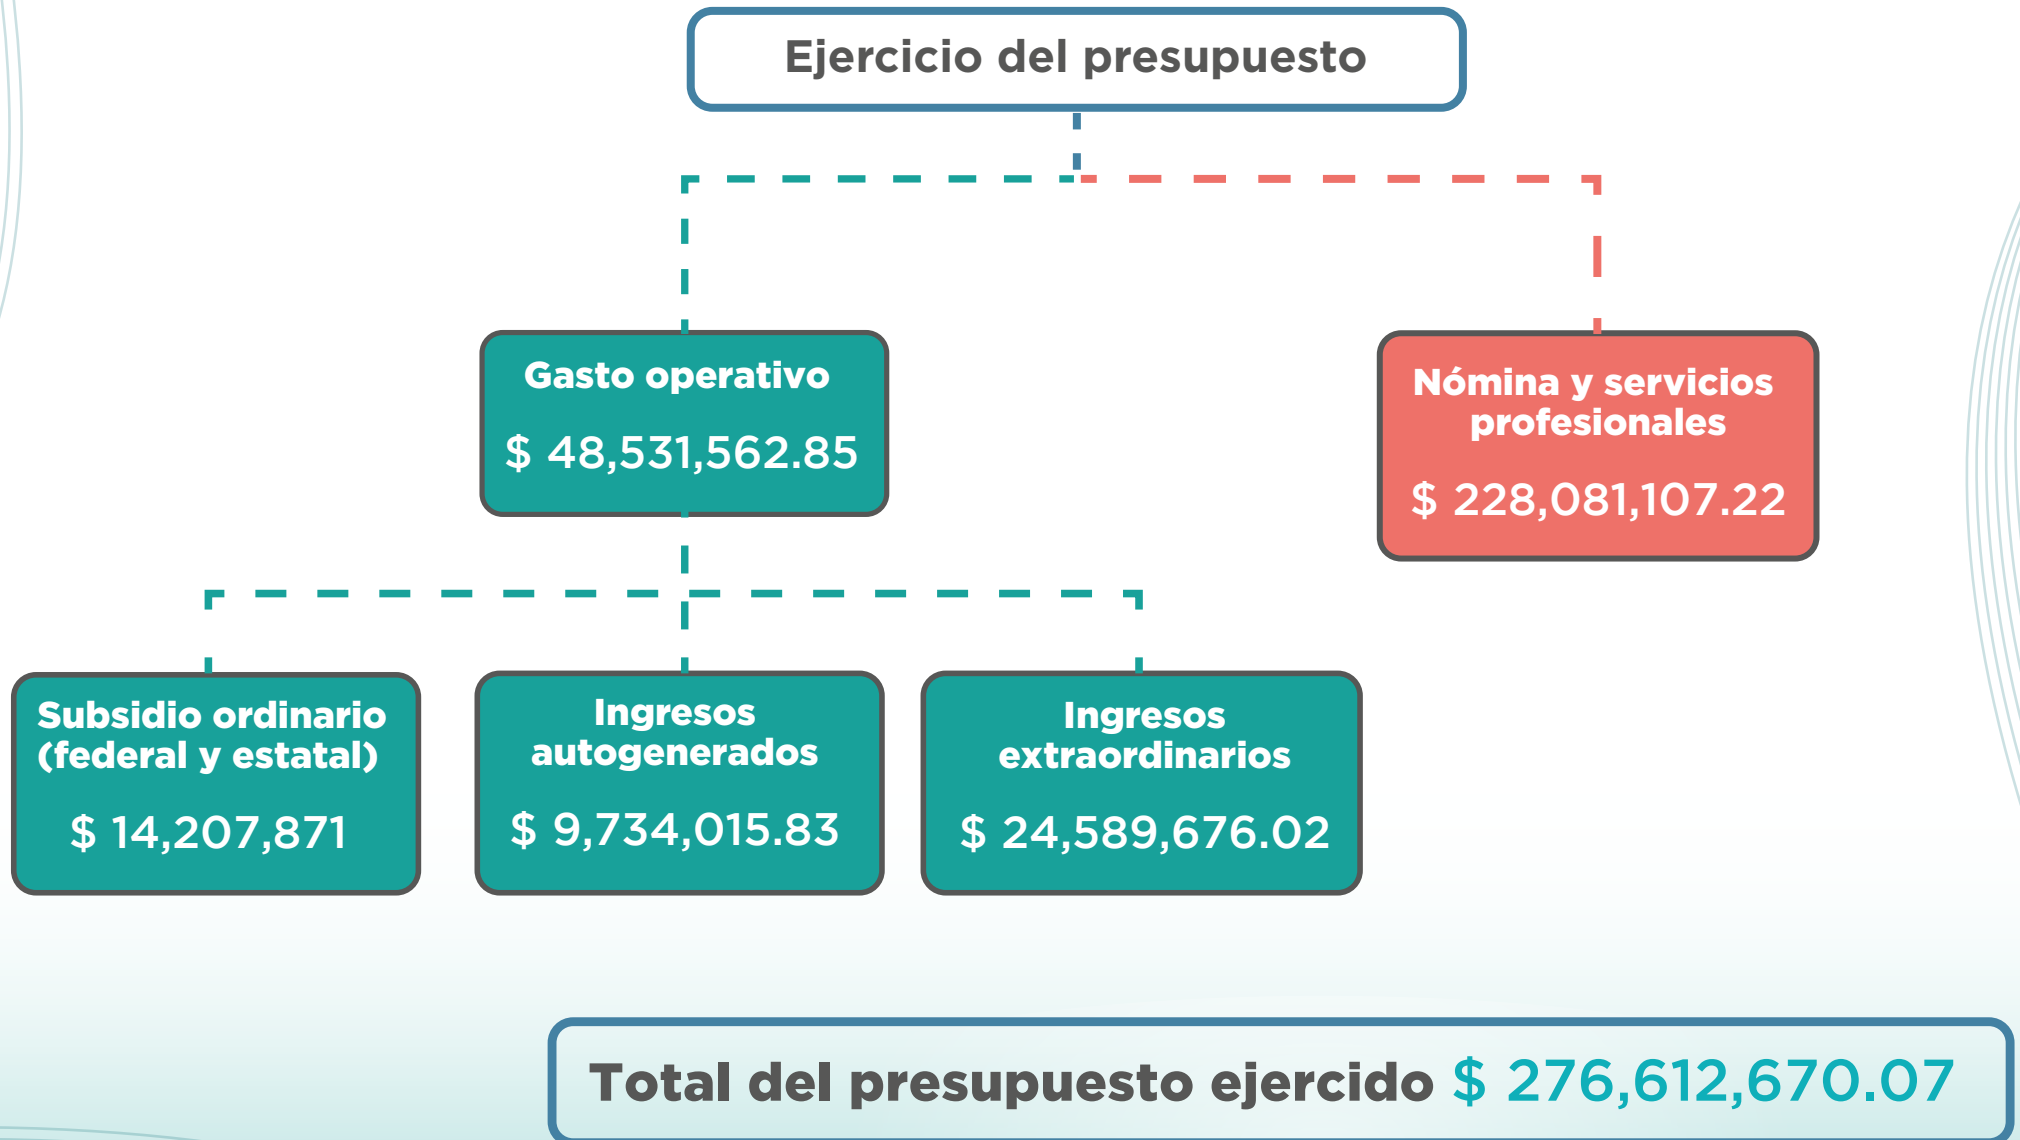 Ejercicio del presupuesto
Gasto operativo
$ 48,531,562.85
Nómina y servicios
profesionales
$ 228,081,107.22
Subsidio ordinario
(federal y estatal)
$ 14,207,871
Ingresos
autogenerados
$ 9,734,015.83
Ingresos
extraordinarios
$ 24,589,676.02
Total del presupuesto ejercido $ 276,612,670.07